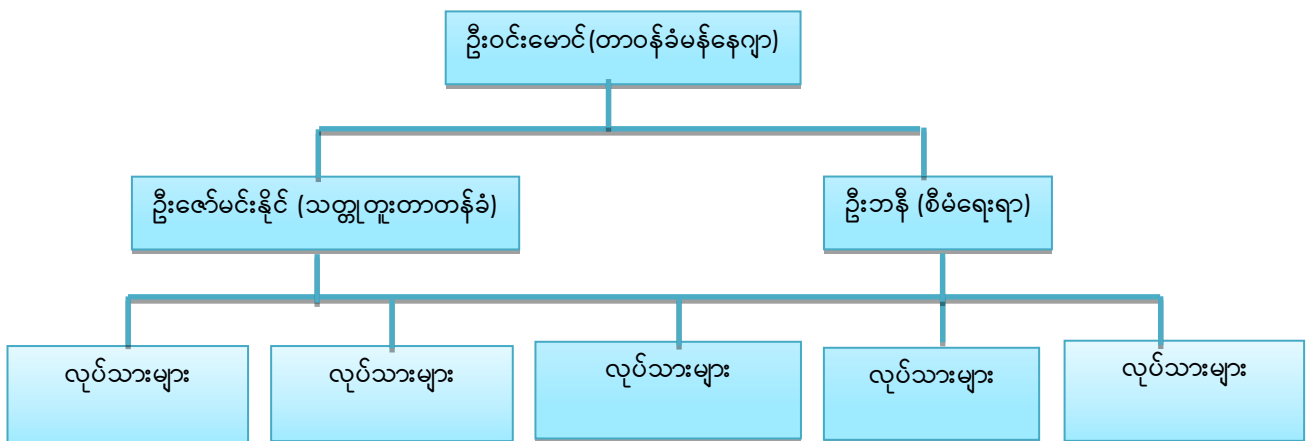 ဦးဝင်းမောင်(တာဝန်ခံမန်နေဂျာ)
ဦးဇော်မင်းနိုင် (သတ္တုတူးတာတန်ခံ)
ဦးဘနီ (စီမံရေးရာ)
လုပ်သားများ
လုပ်သားများ
လုပ်သားများ
လုပ်သားများ
လုပ်သားများ